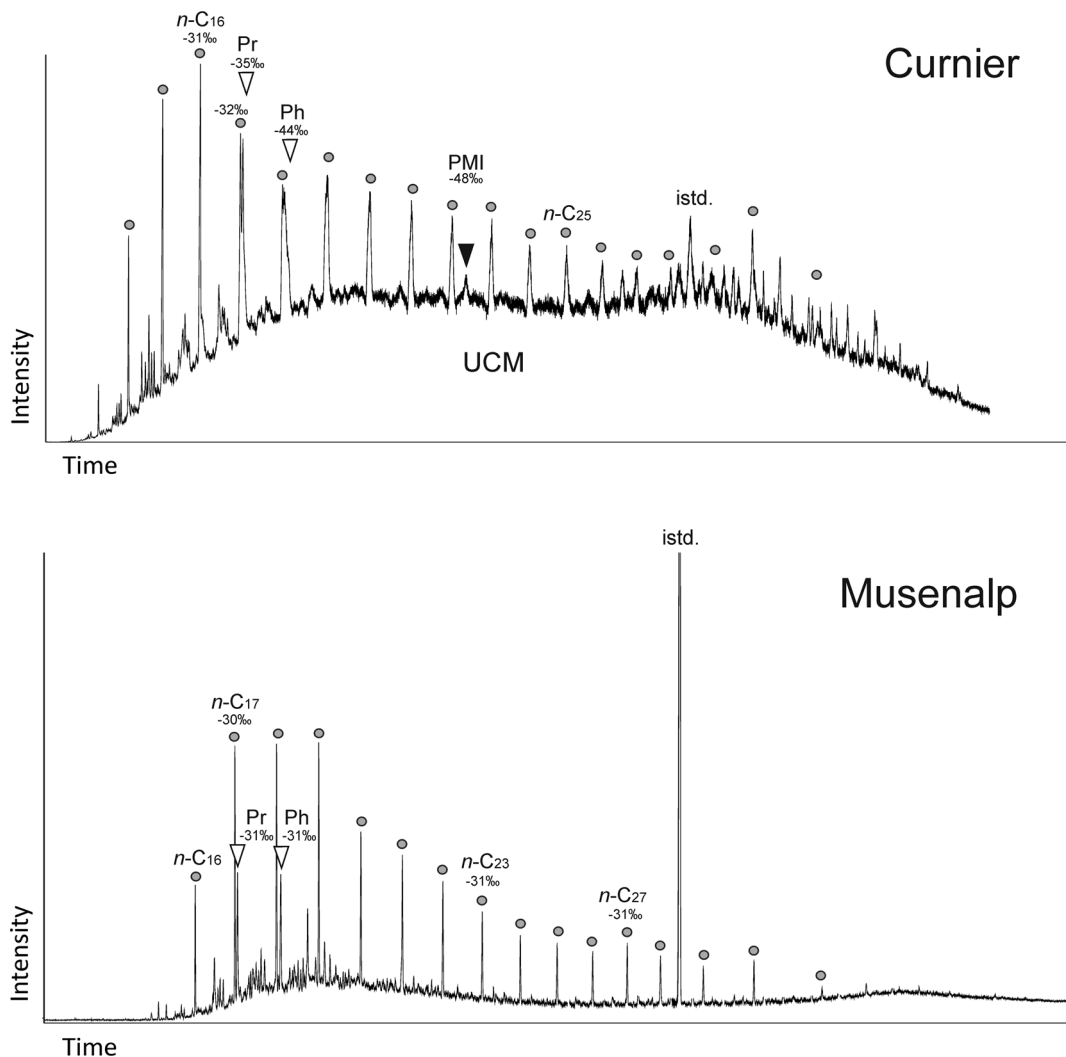 Curnier
n-C16
-31‰
Pr
-35‰
-32‰
Ph
-44‰
PMI
-48‰
n-C25
istd.
UCM
Intensity
Time
Musenalp
istd.
n-C17
-30‰
Pr
-31‰
Ph
-31‰
n-C16
n-C23
-31‰
n-C27
-31‰
Intensity
Time